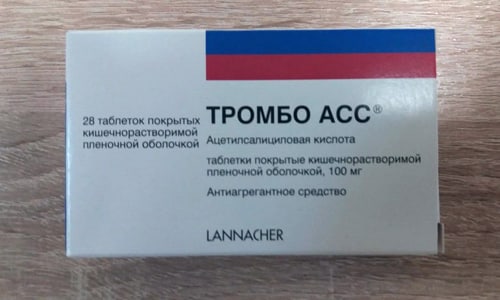 28 таблеток покрытых
кишечнорастворимой
пленочной оболочкой
ТРОМБО АСС®
Ацетилсалициловая кислота
таблетки покрытые кишечнорастворимой
пленочной оболочкой, 100 мг
Антиагрегантное средство
LANNACHER